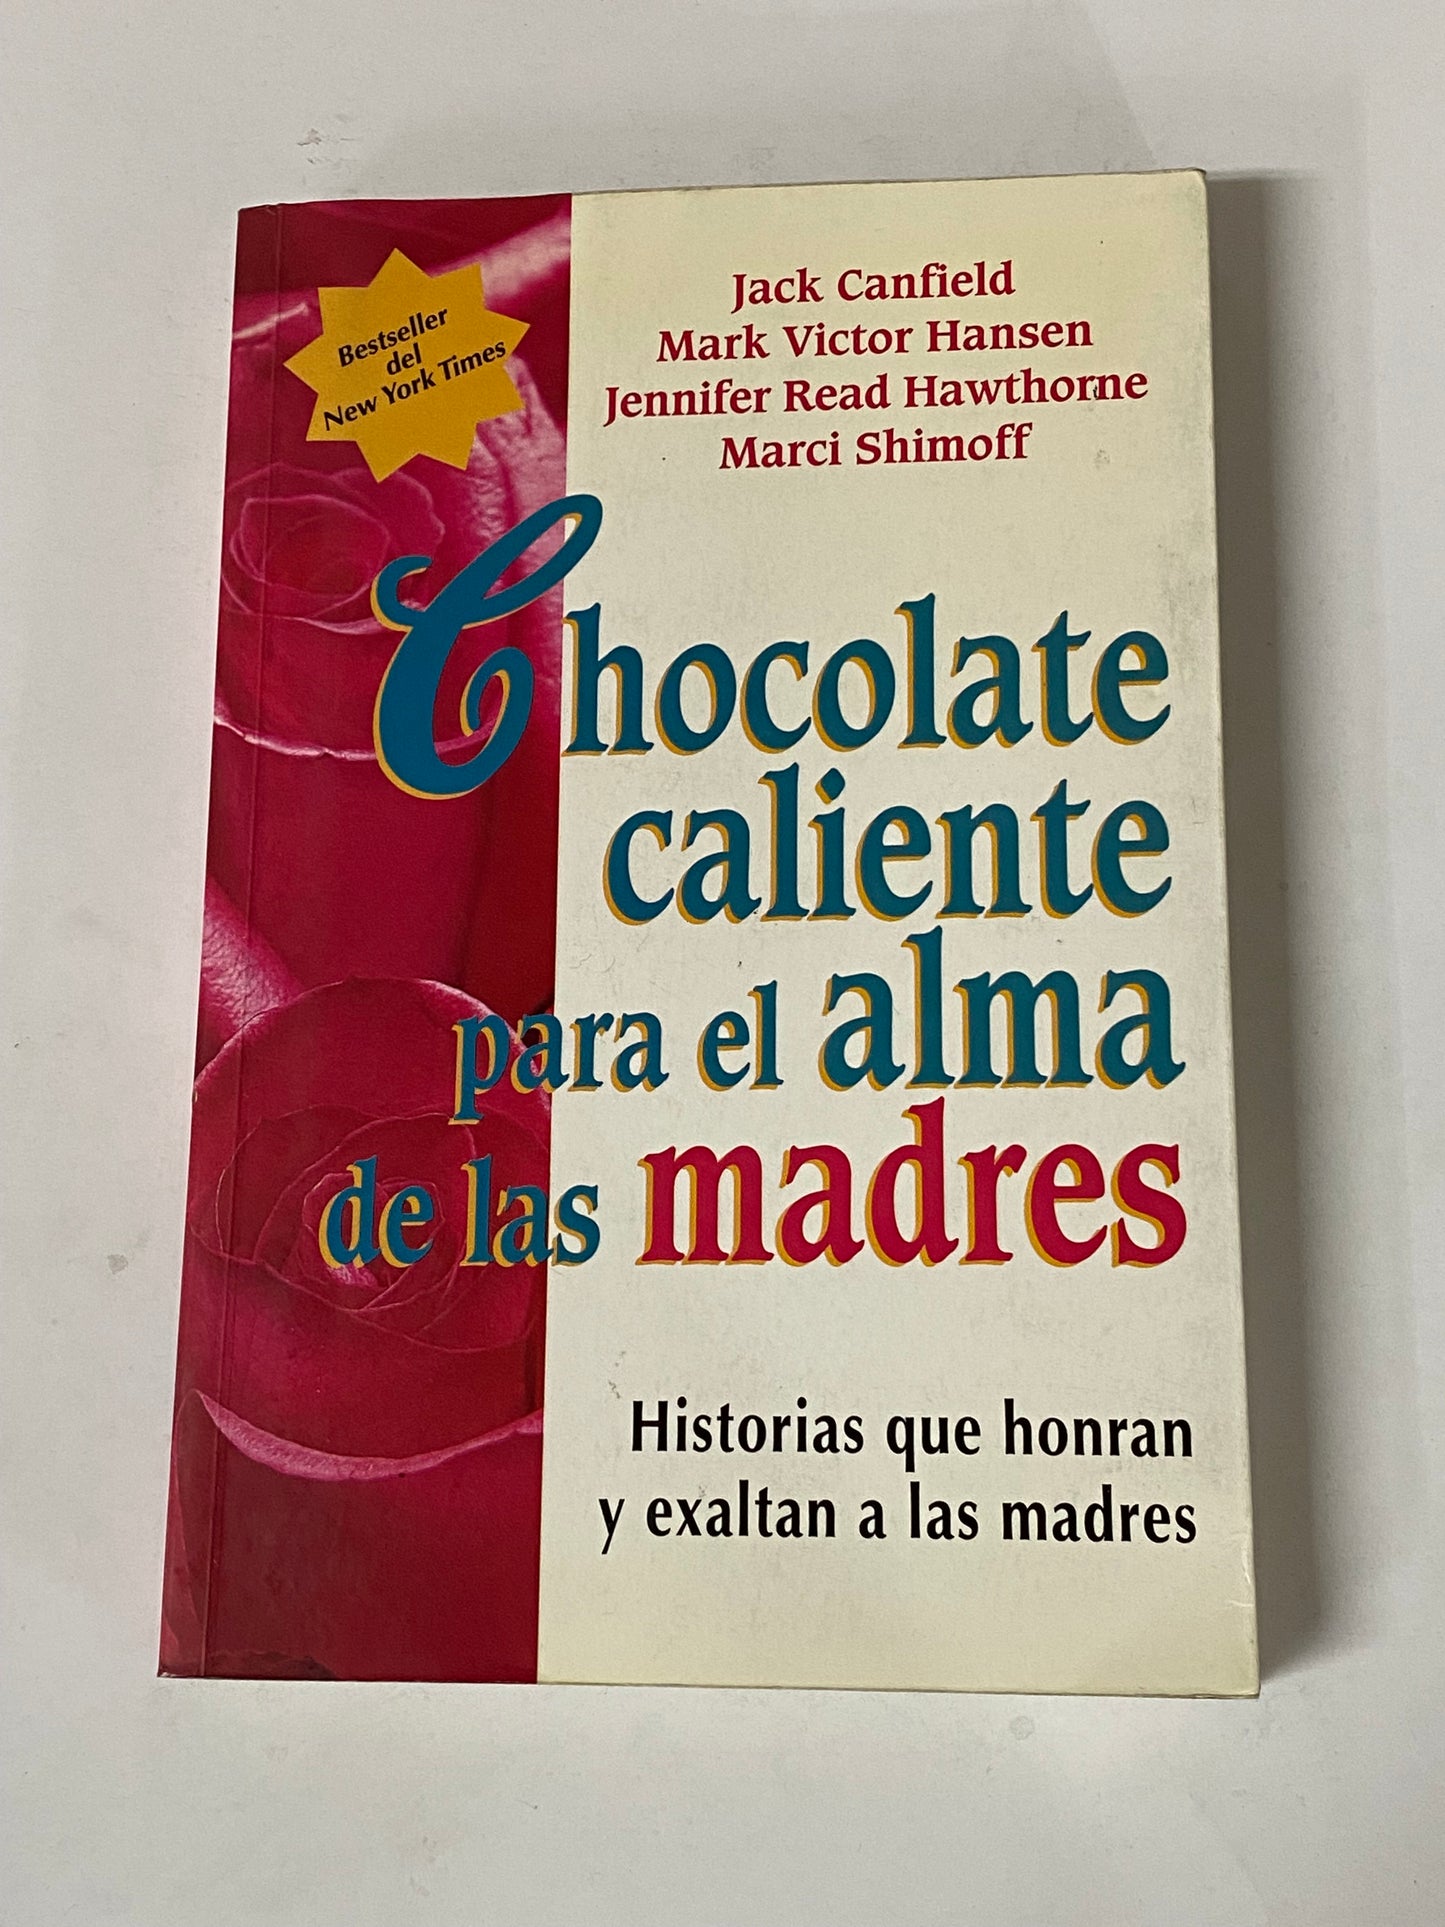 Bestseller
del
New York Times
Jack Canfield
Mark Victor Hansen
Jennifer Read Hawthorne
Marci Shimoff
Chocolate
caliente
para el alma
de las madres
Historias que honran
y exaltan a las madres